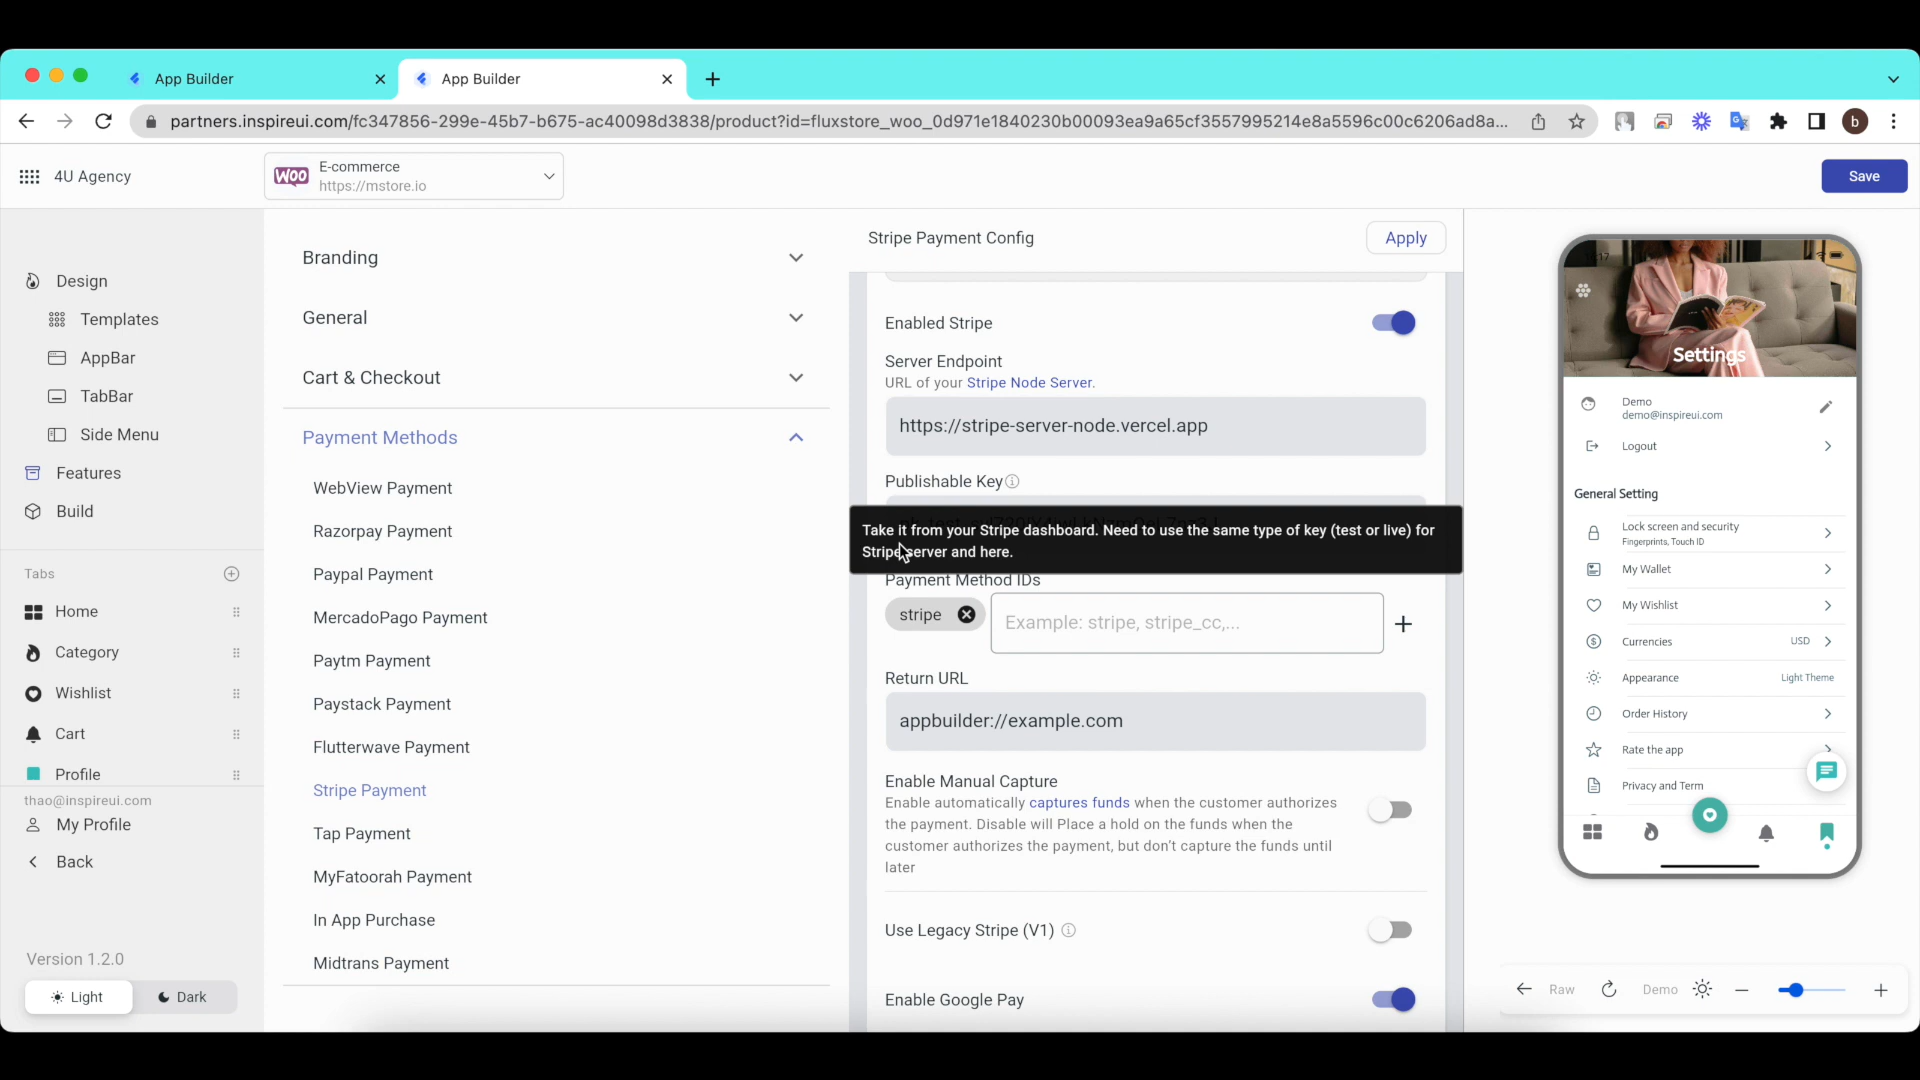 App Builder
App Builder
partners.inspireui.com/fc347856-299e-45b7-b675-ac40098d3838/product?id=fluxstore_woo_0d971e1840230b00093ea9a65cf3557995214e8a5596c00c6206ad8a...
b
4U Agency
WOO
E-commerce
https://mstore.io
Save
Design
Templates
AppBar
TabBar
Side Menu
Features
Build
Tabs
Home
Category
Wishlist
Cart
Profile
thao@inspireui.com
My Profile
Back
Version 1.2.0
Light
Dark
Branding
General
Cart & Checkout
Payment Methods
WebView Payment
Razorpay Payment
Paypal Payment
MercadoPago Payment
Paytm Payment
Paystack Payment
Flutterwave Payment
Stripe Payment
Tap Payment
MyFatoorah Payment
In App Purchase
Midtrans Payment
Stripe Payment Config
Apply
Enabled Stripe
Server Endpoint
URL of your Stripe Node Server.
https://stripe-server-node.vercel.app
Publishable Key
Take it from your Stripe dashboard. Need to use the same type of key (test or live) for
Stripe server and here.
Payment Method IDs
stripe
Example: stripe, stripe_cc,...
Return URL
appbuilder://example.com
Enable Manual Capture
Enable automatically captures funds when the customer authorizes
the payment. Disable will Place a hold on the funds when the
customer authorizes the payment, but don't capture the funds until
later
Use Legacy Stripe (V1)
Enable Google Pay
Settings
Demo
demo@inspireui.com
Logout
General Setting
Lock screen and security
Fingerprints, Touch ID
My Wallet
My Wishlist
Currencies
USD
Appearance
Light Theme
Order History
Rate the app
Privacy and Term
Raw
Demo